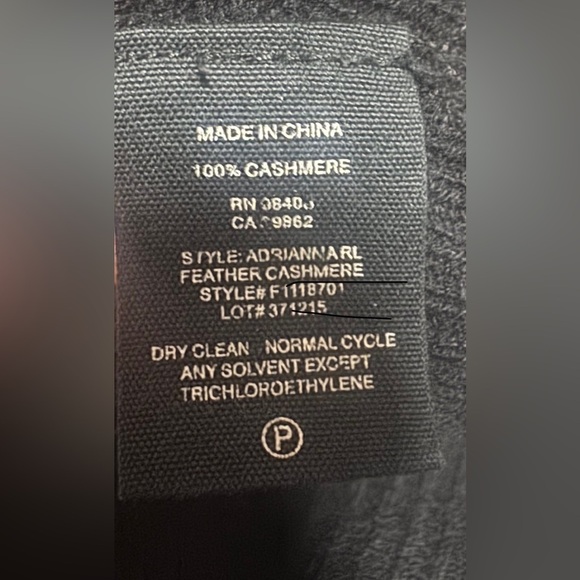 MADE IN CHINA
100% CASHMERE
RN
CA
STYLE: ADRIANNA RL
FEATHER CASHMERE
STYLE# F1118701
LOT# 371215
DRY CLEAN NORMAL CYCLE
ANY SOLVENT EXCEPT
TRICHLOROETHYLENE
P